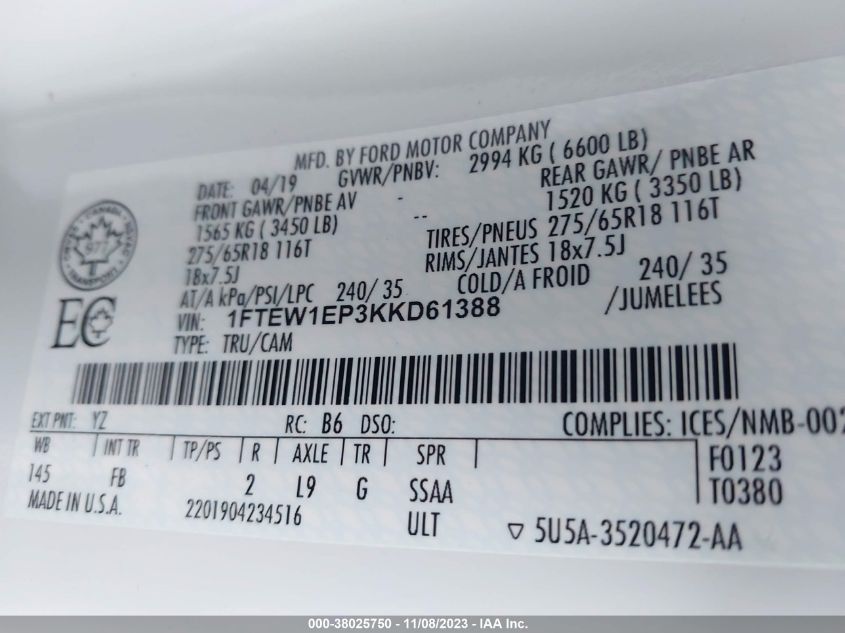 MFD. BY FORD MOTOR COMPANY
DATE: 04/19 GVWR/PNBV: 2994 KG ( 6600 LB)
FRONT GAWR/PNBE AV - REAR GAWR/ PNBE AR
1565 KG ( 3450 LB) -- 1520 KG ( 3350 LB)
275/65R18 116T TIRES/PNEUS 275/65R18 116T
18x7.5J RIMS/JANTES 18x7.5J
AT/A kPa/PSI/LPC 240/ 35 COLD/A FROID 240/ 35
VIN: 1FTEW1EP3KKD61388 /JUMELEES
TYPE: TRU/CAM
CANADA
TRANSPORT
EC
EXT PNT: YZ RC: B6 DSO: COMPLIES: ICES/NMB-002
WB INT TR TP/PS R AXLE TR SPR F0123
145 FB 2 L9 G SSAA T0380
MADE IN U.S.A. 2201904234516 ULT 5U5A-3520472-AA
000-38025750 - 11/08/2023 - IAA Inc.